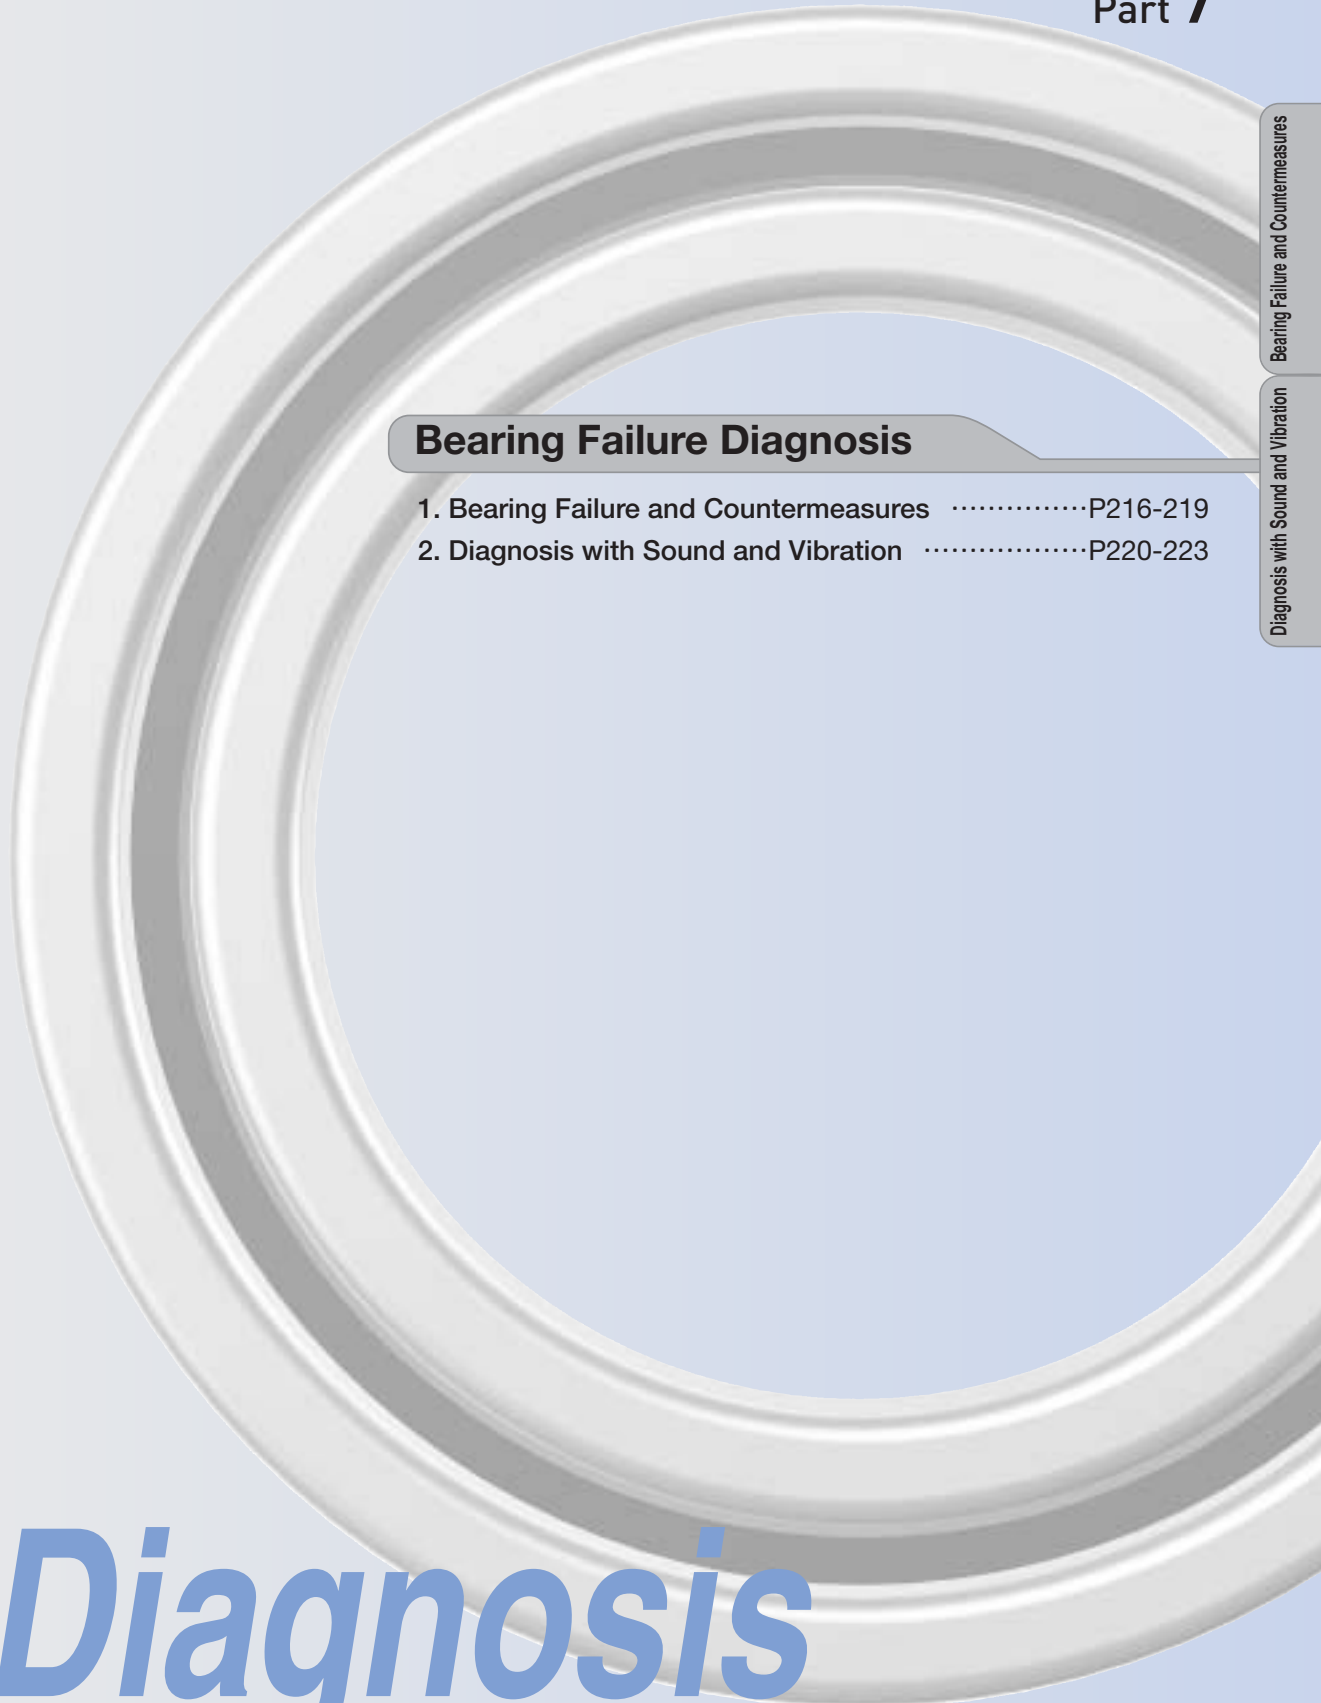 Part 7
Bearing Failure and Countermeasures
Diagnosis with Sound and Vibration
Bearing Failure Diagnosis
1. Bearing Failure and Countermeasures ···············P216-219
2. Diagnosis with Sound and Vibration ··················P220-223
Diagnosis